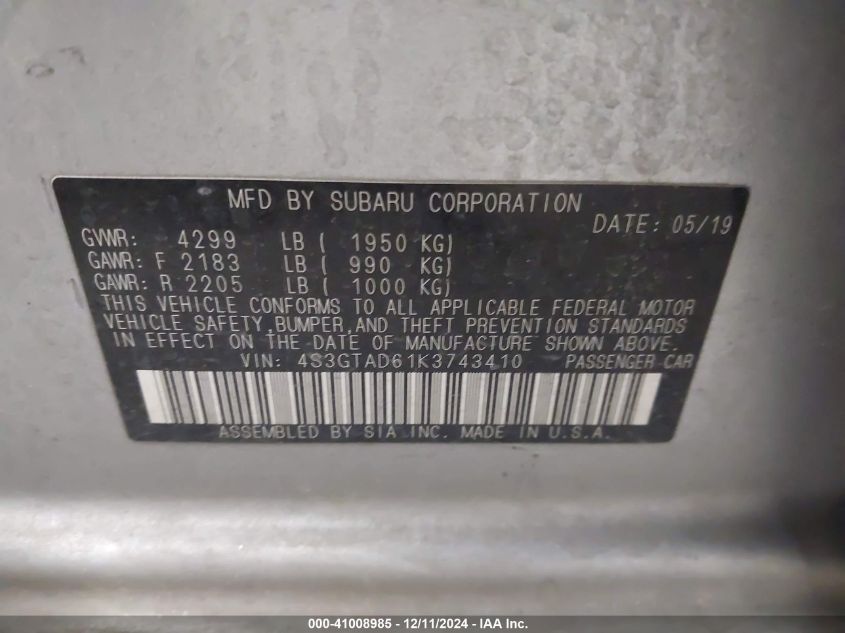 MFD BY SUBARU CORPORATION
DATE: 05/19
GVWR: 4299 LB ( 1950 KG)
GAWR: F 2183 LB ( 990 KG)
GAWR: R 2205 LB ( 1000 KG)
THIS VEHICLE CONFORMS TO ALL APPLICABLE FEDERAL MOTOR
VEHICLE SAFETY,BUMPER,AND THEFT PREVENTION STANDARDS
IN EFFECT ON THE DATE OF MANUFACTURE SHOWN ABOVE.
VIN: 4S3GTAD61K3743410 PASSENGER-CAR
ASSEMBLED BY SIA INC. MADE IN U.S.A.
000-41008985 - 12/11/2024 - IAA Inc.